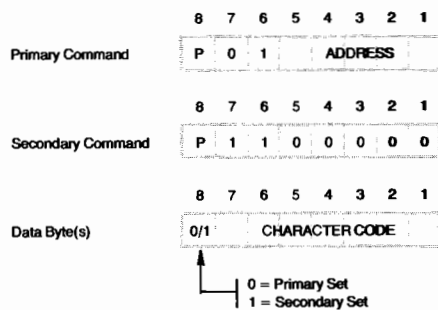 8 7 6 5 4 3 2 1
Primary Command P 0 1 ADDRESS
8 7 6 5 4 3 2 1
Secondary Command P 1 1 0 0 0 0 0
8 7 6 5 4 3 2 1
Data Byte(s) 0/1 CHARACTER CODE
0 = Primary Set
1 = Secondary Set